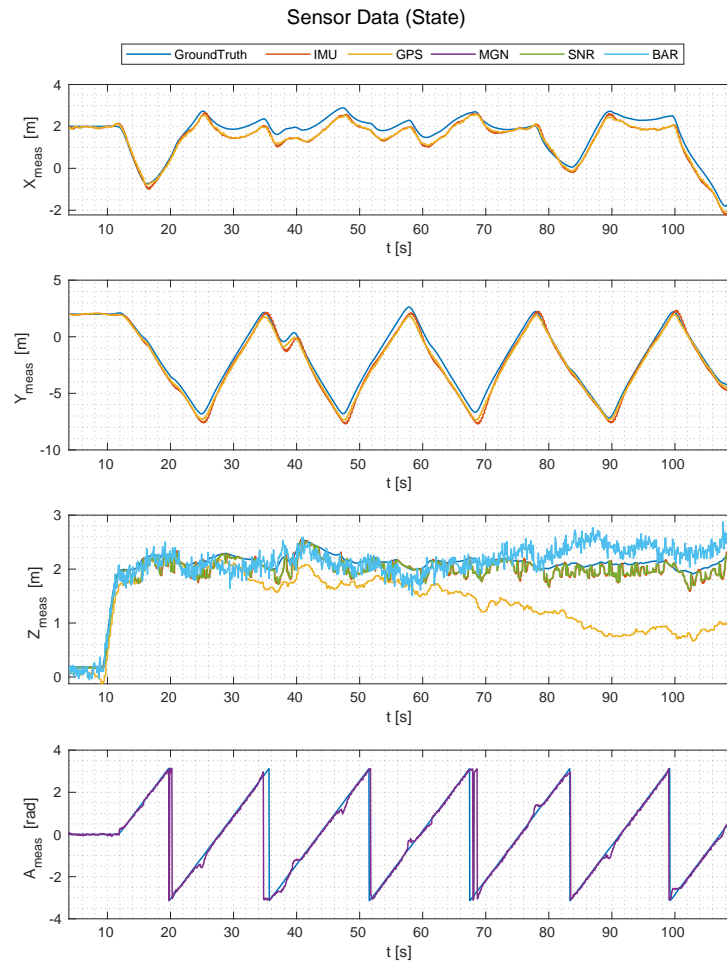 Sensor Data (State)
GroundTruth IMU GPS MGN SNR BAR
4
2
0
-2
X_meas [m]
10 20 30 40 50 60 70 80 90 100
t [s]
5
0
-5
-10
Y_meas [m]
10 20 30 40 50 60 70 80 90 100
t [s]
3
2
1
0
Z_meas [m]
10 20 30 40 50 60 70 80 90 100
t [s]
4
2
0
-2
-4
A_meas [rad]
10 20 30 40 50 60 70 80 90 100
t [s]